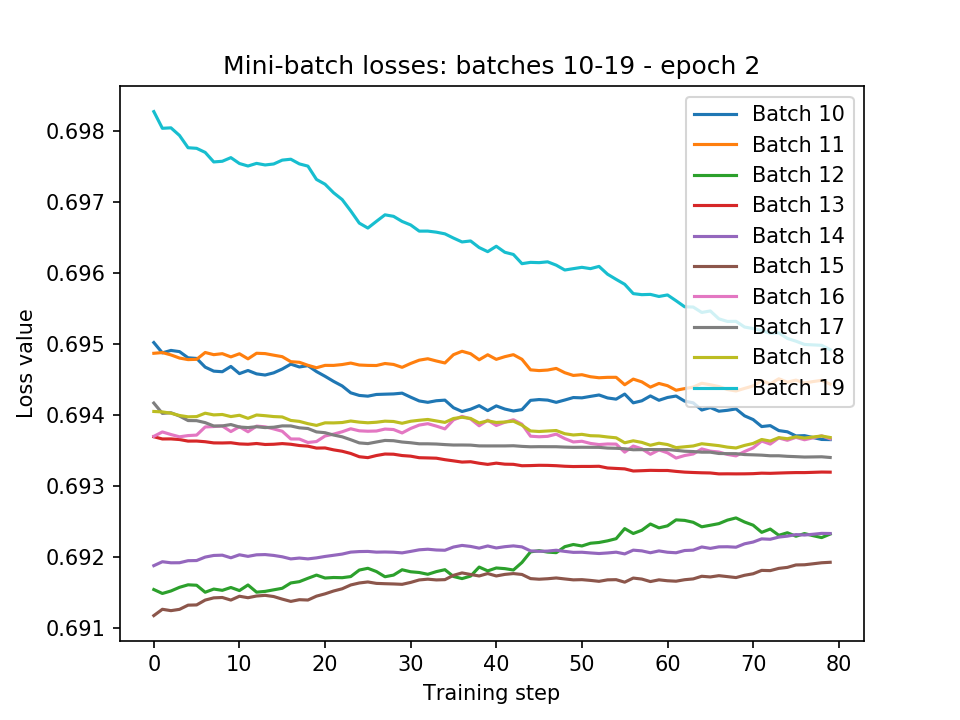 Mini-batch losses: batches 10-19 - epoch 2
Loss value
0.698
0.697
0.696
0.695
0.694
0.693
0.692
0.691
Batch 10
Batch 11
Batch 12
Batch 13
Batch 14
Batch 15
Batch 16
Batch 17
Batch 18
Batch 19
0 10 20 30 40 50 60 70 80
Training step